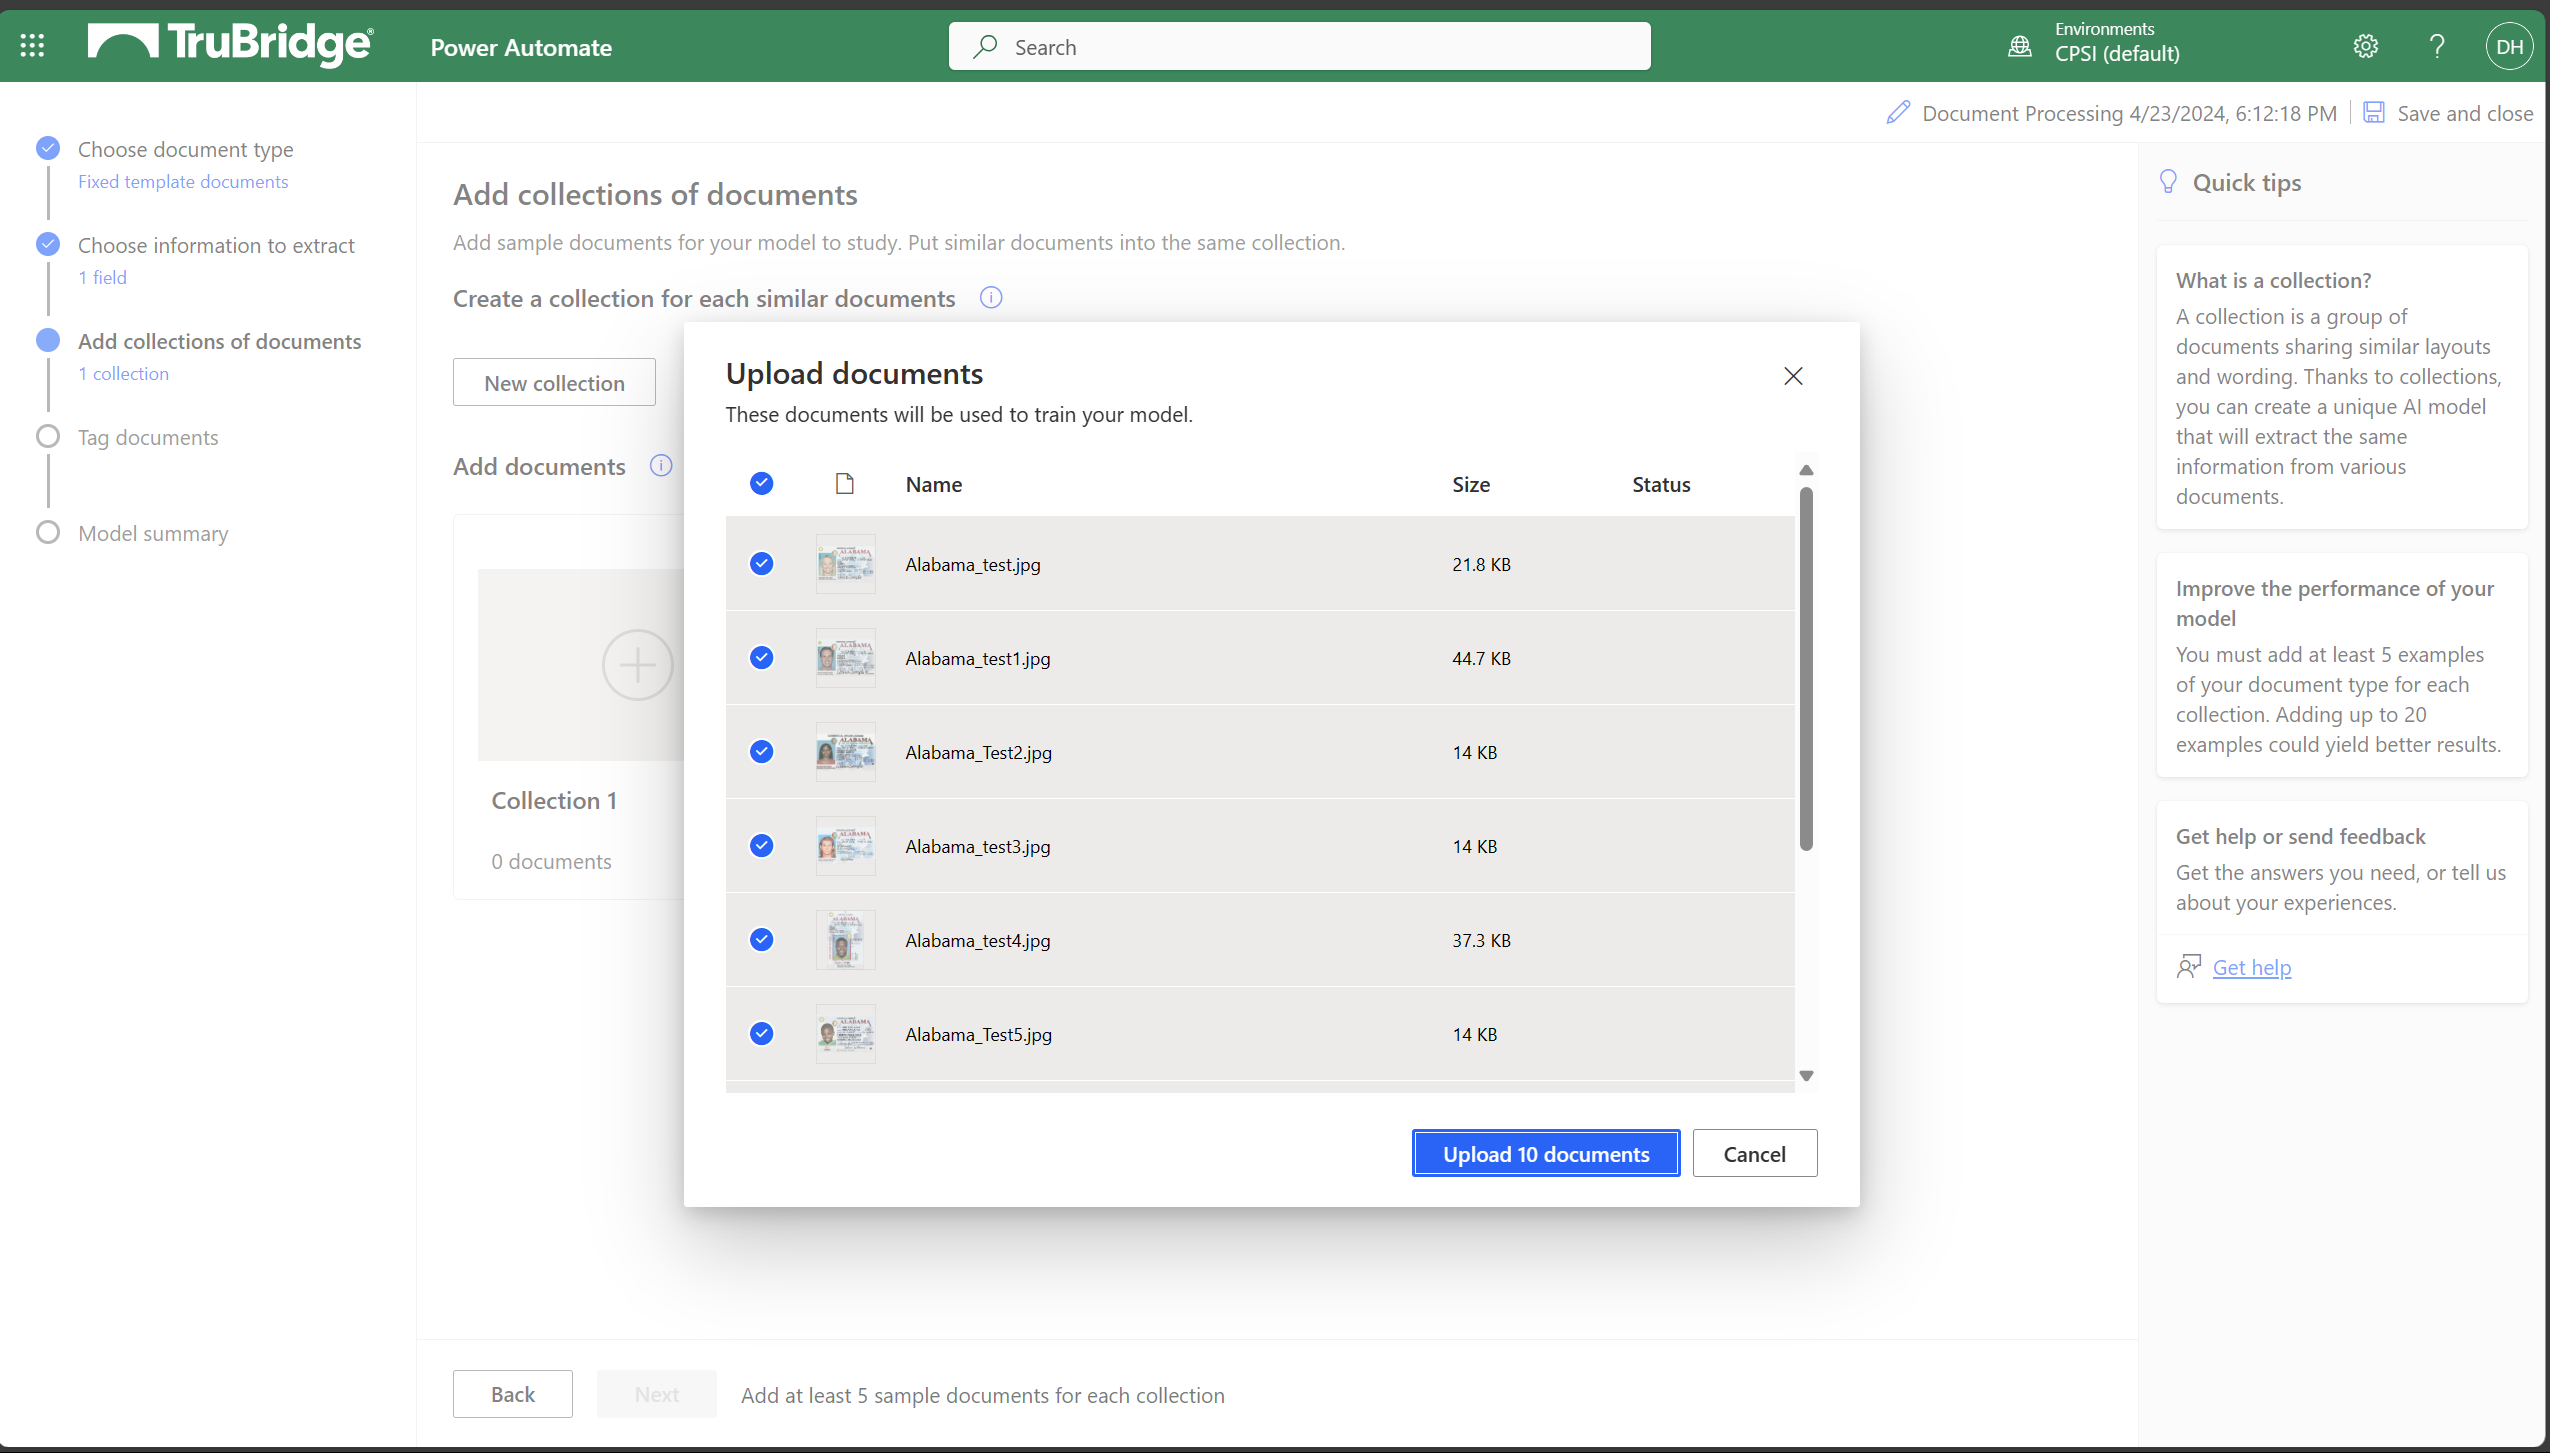 TruBridge®
Power Automate
Search
Environments
CPSI (default)
?
DH
Document Processing 4/23/2024, 6:12:18 PM
Save and close
Choose document type
Fixed template documents
Choose information to extract
1 field
Add collections of documents
1 collection
Tag documents
Model summary
Add collections of documents
Add sample documents for your model to study. Put similar documents into the same collection.
Create a collection for each similar documents
New collection
Add documents
Collection 1
0 documents
Upload documents
These documents will be used to train your model.
Name Size Status
ALABAMA
Alabama_test.jpg 21.8 KB
ALABAMA
Alabama_test1.jpg 44.7 KB
ALABAMA
Alabama_Test2.jpg 14 KB
ALABAMA
Alabama_test3.jpg 14 KB
ALABAMA
Alabama_test4.jpg 37.3 KB
ALABAMA
Alabama_Test5.jpg 14 KB
Upload 10 documents
Cancel
Back
Next
Add at least 5 sample documents for each collection
Quick tips
What is a collection?
A collection is a group of
documents sharing similar layouts
and wording. Thanks to collections,
you can create a unique AI model
that will extract the same
information from various
documents.
Improve the performance of your
model
You must add at least 5 examples
of your document type for each
collection. Adding up to 20
examples could yield better results.
Get help or send feedback
Get the answers you need, or tell us
about your experiences.
Get help